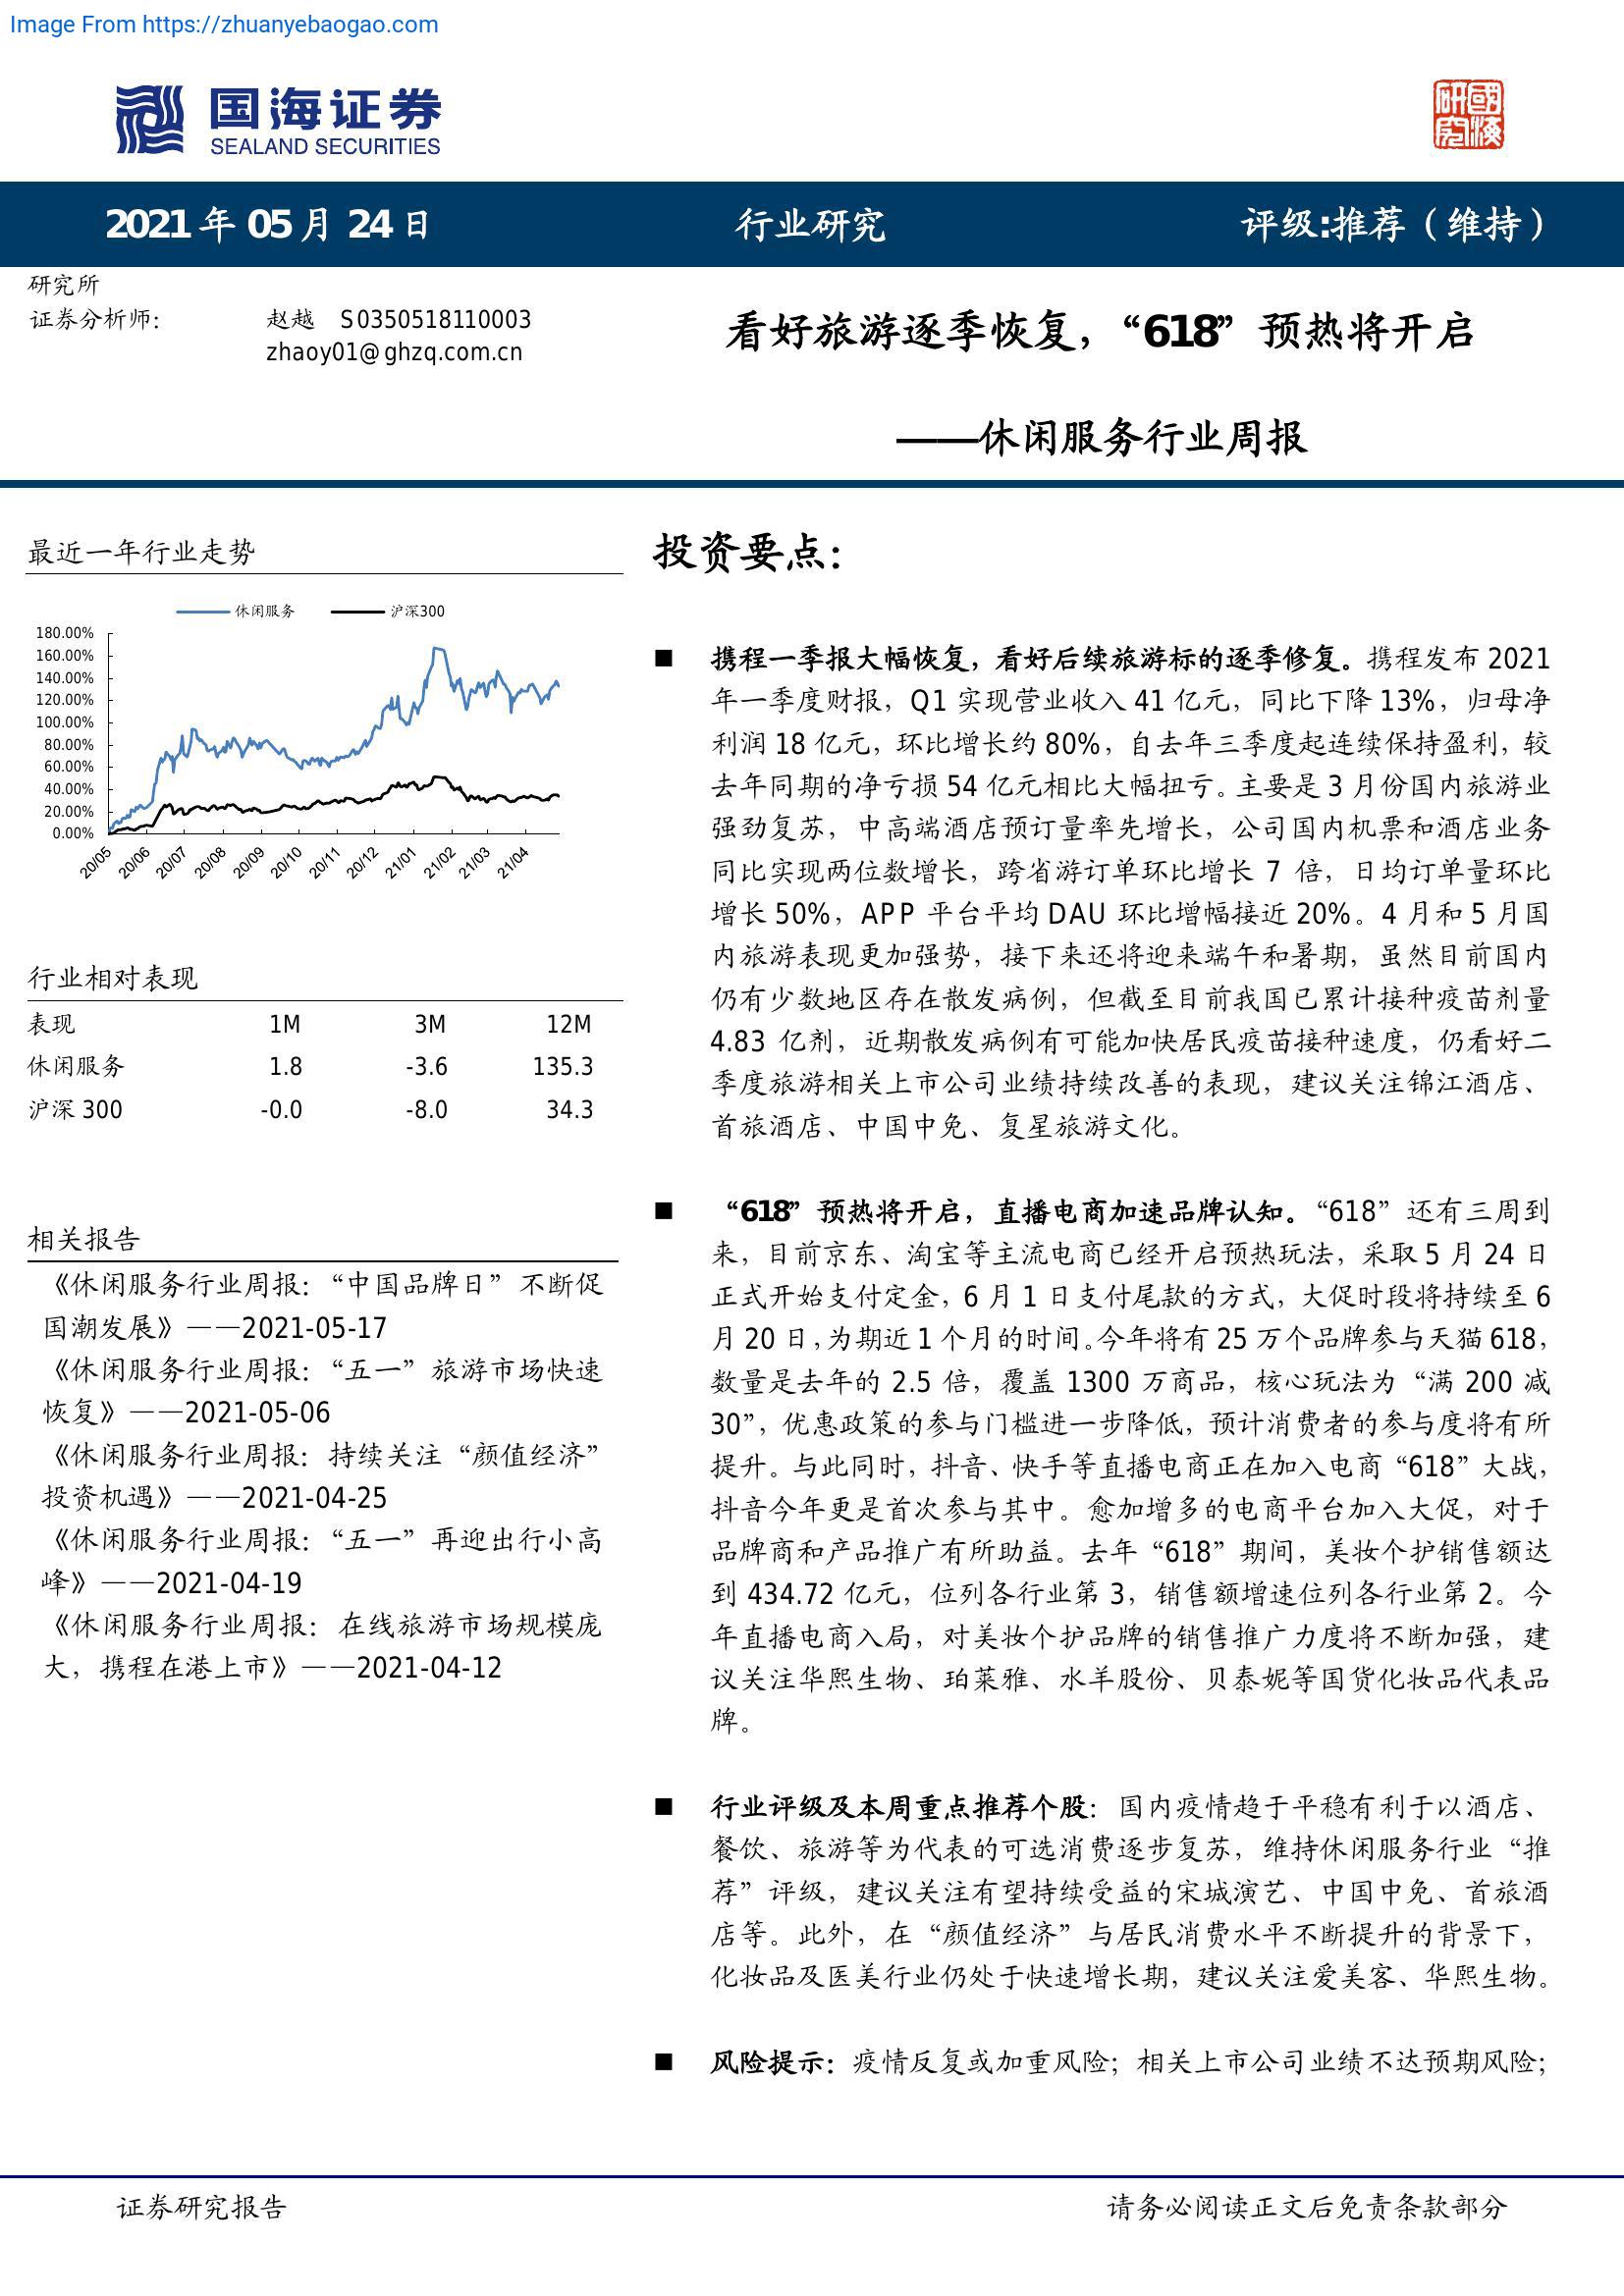 Image From https://zhuanyebaogao.com
国海证券
SEALAND SECURITIES
研國
究海
2021 年 05 月 24 日
行业研究
评级:推荐（维持）
研究所
证券分析师：
赵越 S0350518110003
zhaoy01@ghzq.com.cn
看好旅游逐季恢复，“618”预热将开启
——休闲服务行业周报
最近一年行业走势
休闲服务 沪深300
180.00%
160.00%
140.00%
120.00%
100.00%
80.00%
60.00%
40.00%
20.00%
0.00%
20/05 20/06 20/07 20/08 20/09 20/10 20/11 20/12 21/01 21/02 21/03 21/04
行业相对表现
表现 1M 3M 12M
休闲服务 1.8 -3.6 135.3
沪深 300 -0.0 -8.0 34.3
相关报告
《休闲服务行业周报：“中国品牌日”不断促
国潮发展》——2021-05-17
《休闲服务行业周报：“五一”旅游市场快速
恢复》——2021-05-06
《休闲服务行业周报：持续关注“颜值经济”
投资机遇》——2021-04-25
《休闲服务行业周报：“五一”再迎出行小高
峰》——2021-04-19
《休闲服务行业周报：在线旅游市场规模庞
大，携程在港上市》——2021-04-12
投资要点：
■ 携程一季报大幅恢复，看好后续旅游标的逐季修复。携程发布 2021
年一季度财报，Q1 实现营业收入 41 亿元，同比下降 13%，归母净
利润 18 亿元，环比增长约 80%，自去年三季度起连续保持盈利，较
去年同期的净亏损 54 亿元相比大幅扭亏。主要是 3 月份国内旅游业
强劲复苏，中高端酒店预订量率先增长，公司国内机票和酒店业务
同比实现两位数增长，跨省游订单环比增长 7 倍，日均订单量环比
增长 50%，APP 平台平均 DAU 环比增幅接近 20%。4 月和 5 月国
内旅游表现更加强势，接下来还将迎来端午和暑期，虽然目前国内
仍有少数地区存在散发病例，但截至目前我国已累计接种疫苗剂量
4.83 亿剂，近期散发病例有可能加快居民疫苗接种速度，仍看好二
季度旅游相关上市公司业绩持续改善的表现，建议关注锦江酒店、
首旅酒店、中国中免、复星旅游文化。
■ “618”预热将开启，直播电商加速品牌认知。“618”还有三周到
来，目前京东、淘宝等主流电商已经开启预热玩法，采取 5 月 24 日
正式开始支付定金，6 月 1 日支付尾款的方式，大促时段将持续至 6
月 20 日，为期近 1 个月的时间。今年将有 25 万个品牌参与天猫 618，
数量是去年的 2.5 倍，覆盖 1300 万商品，核心玩法为“满 200 减
30”，优惠政策的参与门槛进一步降低，预计消费者的参与度将有所
提升。与此同时，抖音、快手等直播电商正在加入电商“618”大战，
抖音今年更是首次参与其中。愈加增多的电商平台加入大促，对于
品牌商和产品推广有所助益。去年“618”期间，美妆个护销售额达
到 434.72 亿元，位列各行业第 3，销售额增速位列各行业第 2。今
年直播电商入局，对美妆个护品牌的销售推广力度将不断加强，建
议关注华熙生物、珀莱雅、水羊股份、贝泰妮等国货化妆品代表品
牌。
■ 行业评级及本周重点推荐个股：国内疫情趋于平稳有利于以酒店、
餐饮、旅游等为代表的可选消费逐步复苏，维持休闲服务行业“推
荐”评级，建议关注有望持续受益的宋城演艺、中国中免、首旅酒
店等。此外，在“颜值经济”与居民消费水平不断提升的背景下，
化妆品及医美行业仍处于快速增长期，建议关注爱美客、华熙生物。
■ 风险提示：疫情反复或加重风险；相关上市公司业绩不达预期风险；
证券研究报告
请务必阅读正文后免责条款部分